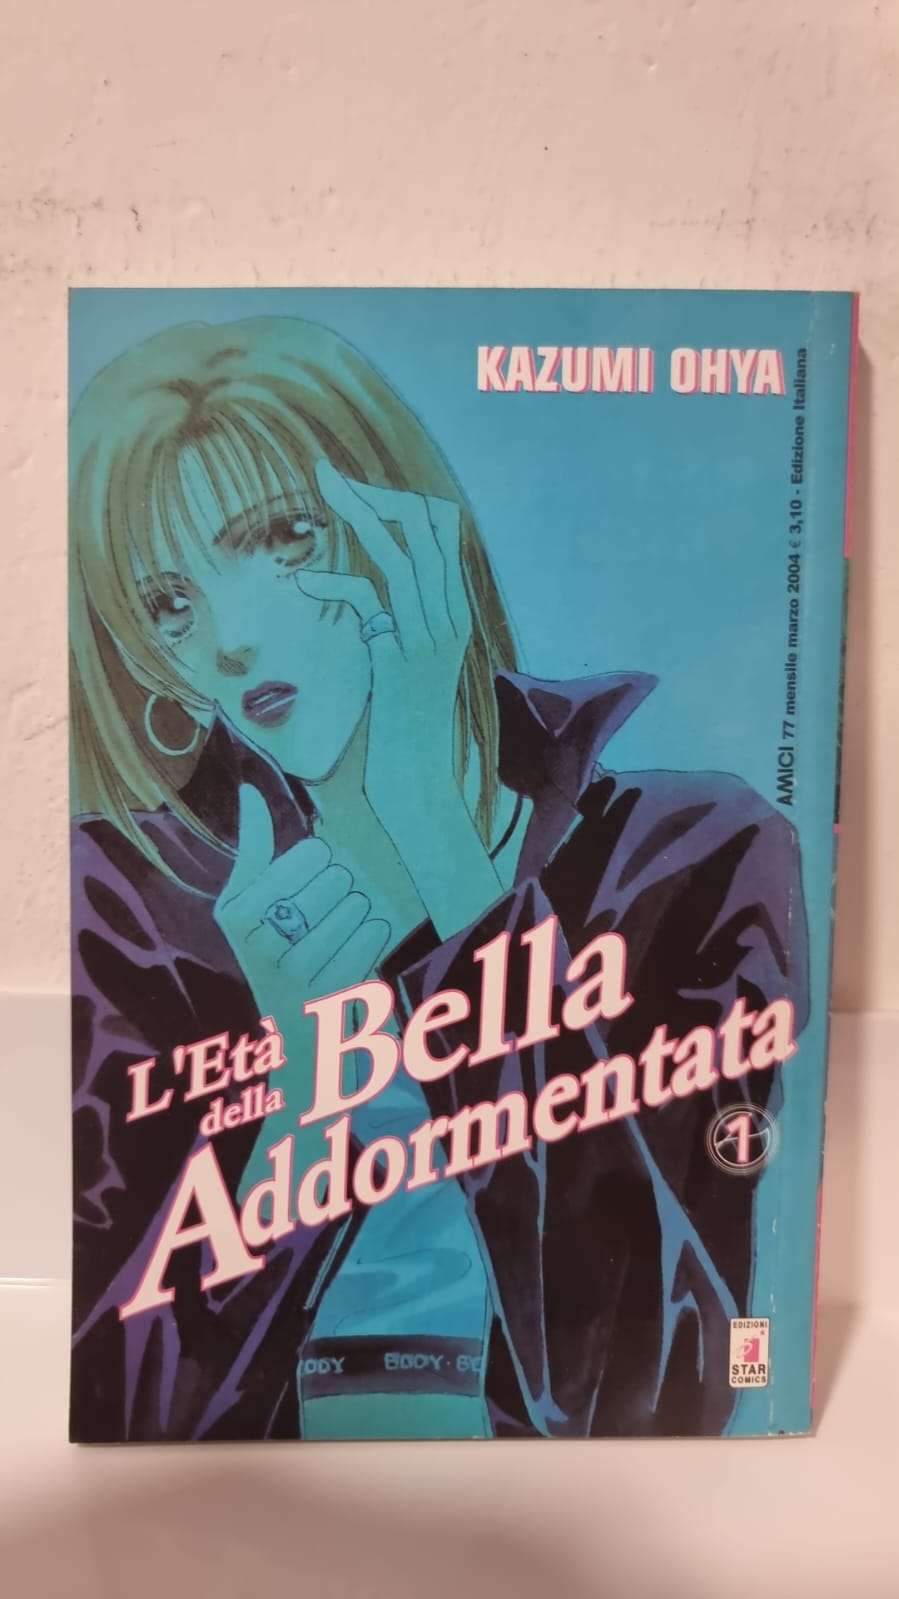 KAZUMI OHYA
AMICI 77 mensile marzo 2004 € 3,10 - Edizione Italiana
L'Età
della
Bella
Addormentata
1
ODY BODY·
EDIZIONI
STAR
COMICS